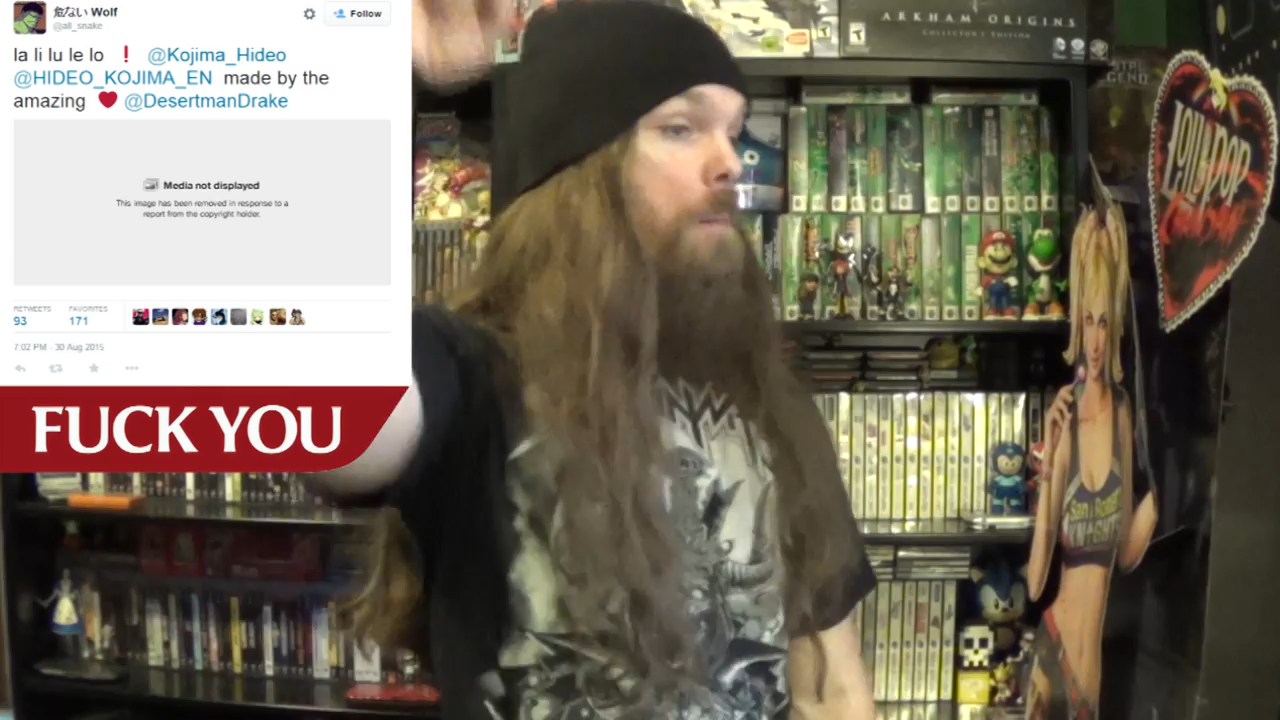 危ない Wolf
@all_snake
Follow
la li lu le lo ❗ @Kojima_Hideo
@HIDEO_KOJIMA_EN made by the
amazing ❤ @DesertmanDrake
Media not displayed
This image has been removed in response to a
report from the copyright holder.
RETWEETS FAVORITES
93 171
7:02 PM - 30 Aug 2015
FUCK YOU
ARKHAM ORIGINS
COLLECTOR'S EDITION
LOLLIPOP
KNIGHTS